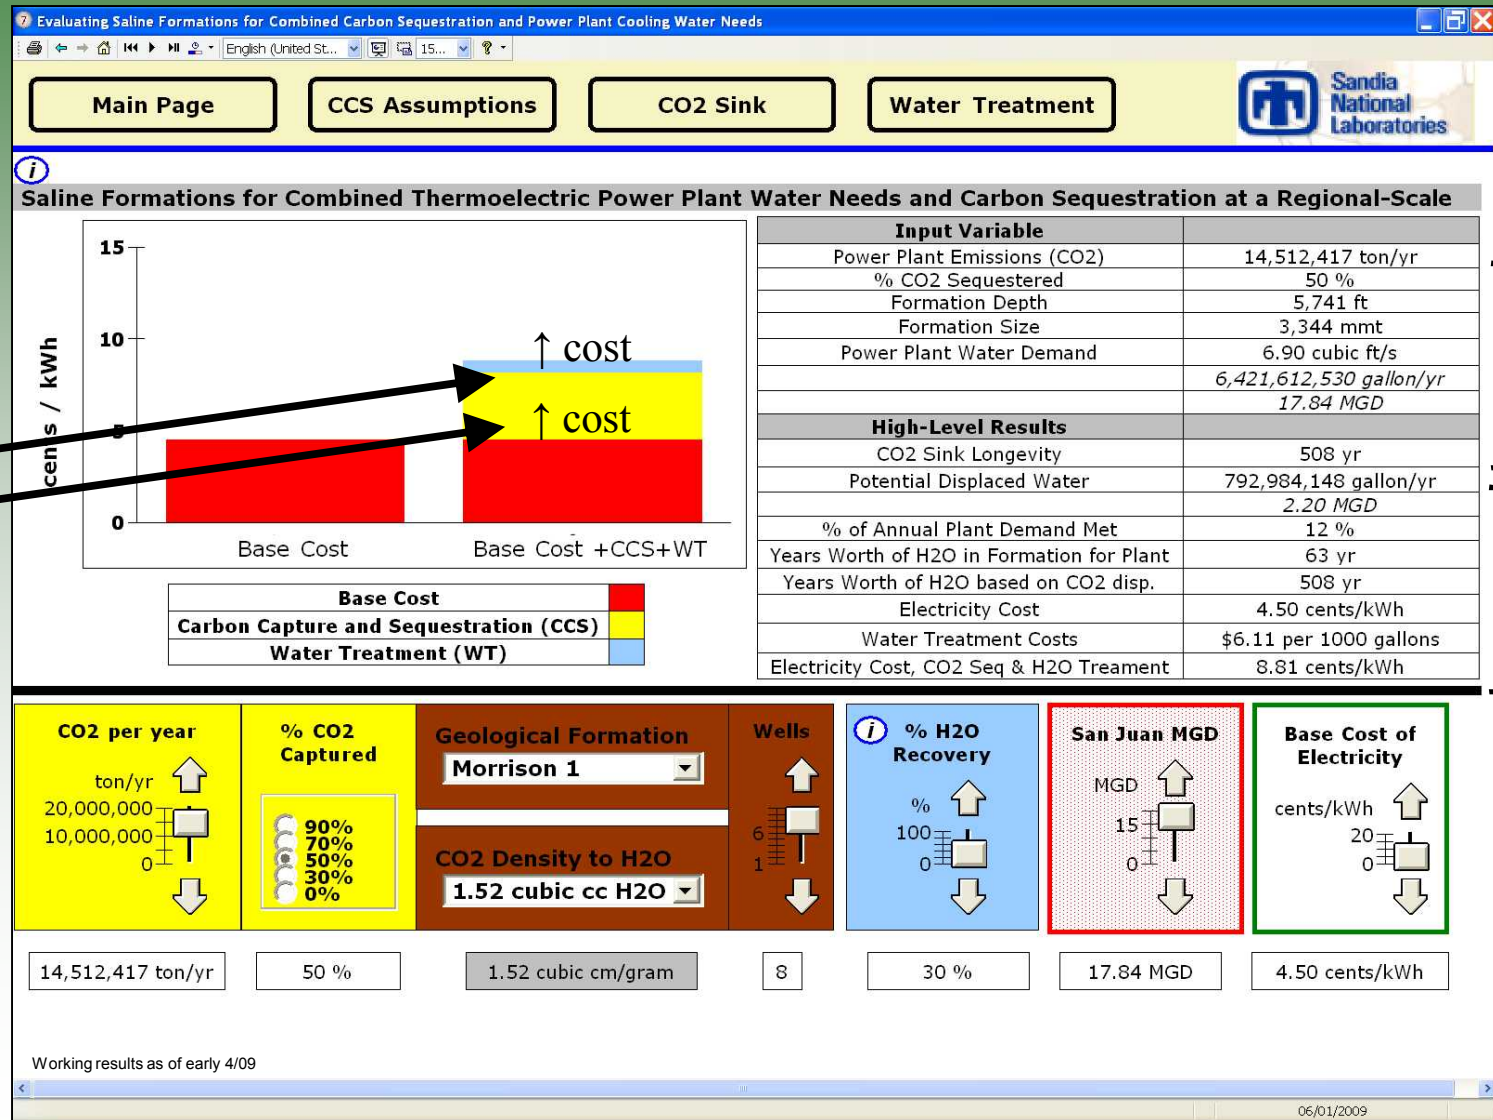 Evaluating Saline Formations for Combined Carbon Sequestration and Power Plant Cooling Water Needs
English (United St... 15...
Main Page CCS Assumptions CO2 Sink Water Treatment
Sandia
National
Laboratories
i
Saline Formations for Combined Thermoelectric Power Plant Water Needs and Carbon Sequestration at a Regional-Scale
cents / kWh
15
10
5
0
↑ cost
↑ cost
Base Cost Base Cost +CCS+WT
Base Cost
Carbon Capture and Sequestration (CCS)
Water Treatment (WT)
Input Variable
Power Plant Emissions (CO2) 14,512,417 ton/yr
% CO2 Sequestered 50 %
Formation Depth 5,741 ft
Formation Size 3,344 mmt
Power Plant Water Demand 6.90 cubic ft/s
6,421,612,530 gallon/yr
17.84 MGD
High-Level Results
CO2 Sink Longevity 508 yr
Potential Displaced Water 792,984,148 gallon/yr
2.20 MGD
% of Annual Plant Demand Met 12 %
Years Worth of H2O in Formation for Plant 63 yr
Years Worth of H2O based on CO2 disp. 508 yr
Electricity Cost 4.50 cents/kWh
Water Treatment Costs $6.11 per 1000 gallons
Electricity Cost, CO2 Seq & H2O Treament 8.81 cents/kWh
CO2 per year
ton/yr
20,000,000
10,000,000
0
14,512,417 ton/yr
% CO2
Captured
90%
70%
50%
30%
0%
50 %
Geological Formation
Morrison 1
CO2 Density to H2O
1.52 cubic cc H2O
1.52 cubic cm/gram
Wells
6
1
8
i
% H2O
Recovery
%
100
0
30 %
San Juan MGD
MGD
15
0
17.84 MGD
Base Cost of
Electricity
cents/kWh
20
0
4.50 cents/kWh
Working results as of early 4/09
06/01/2009